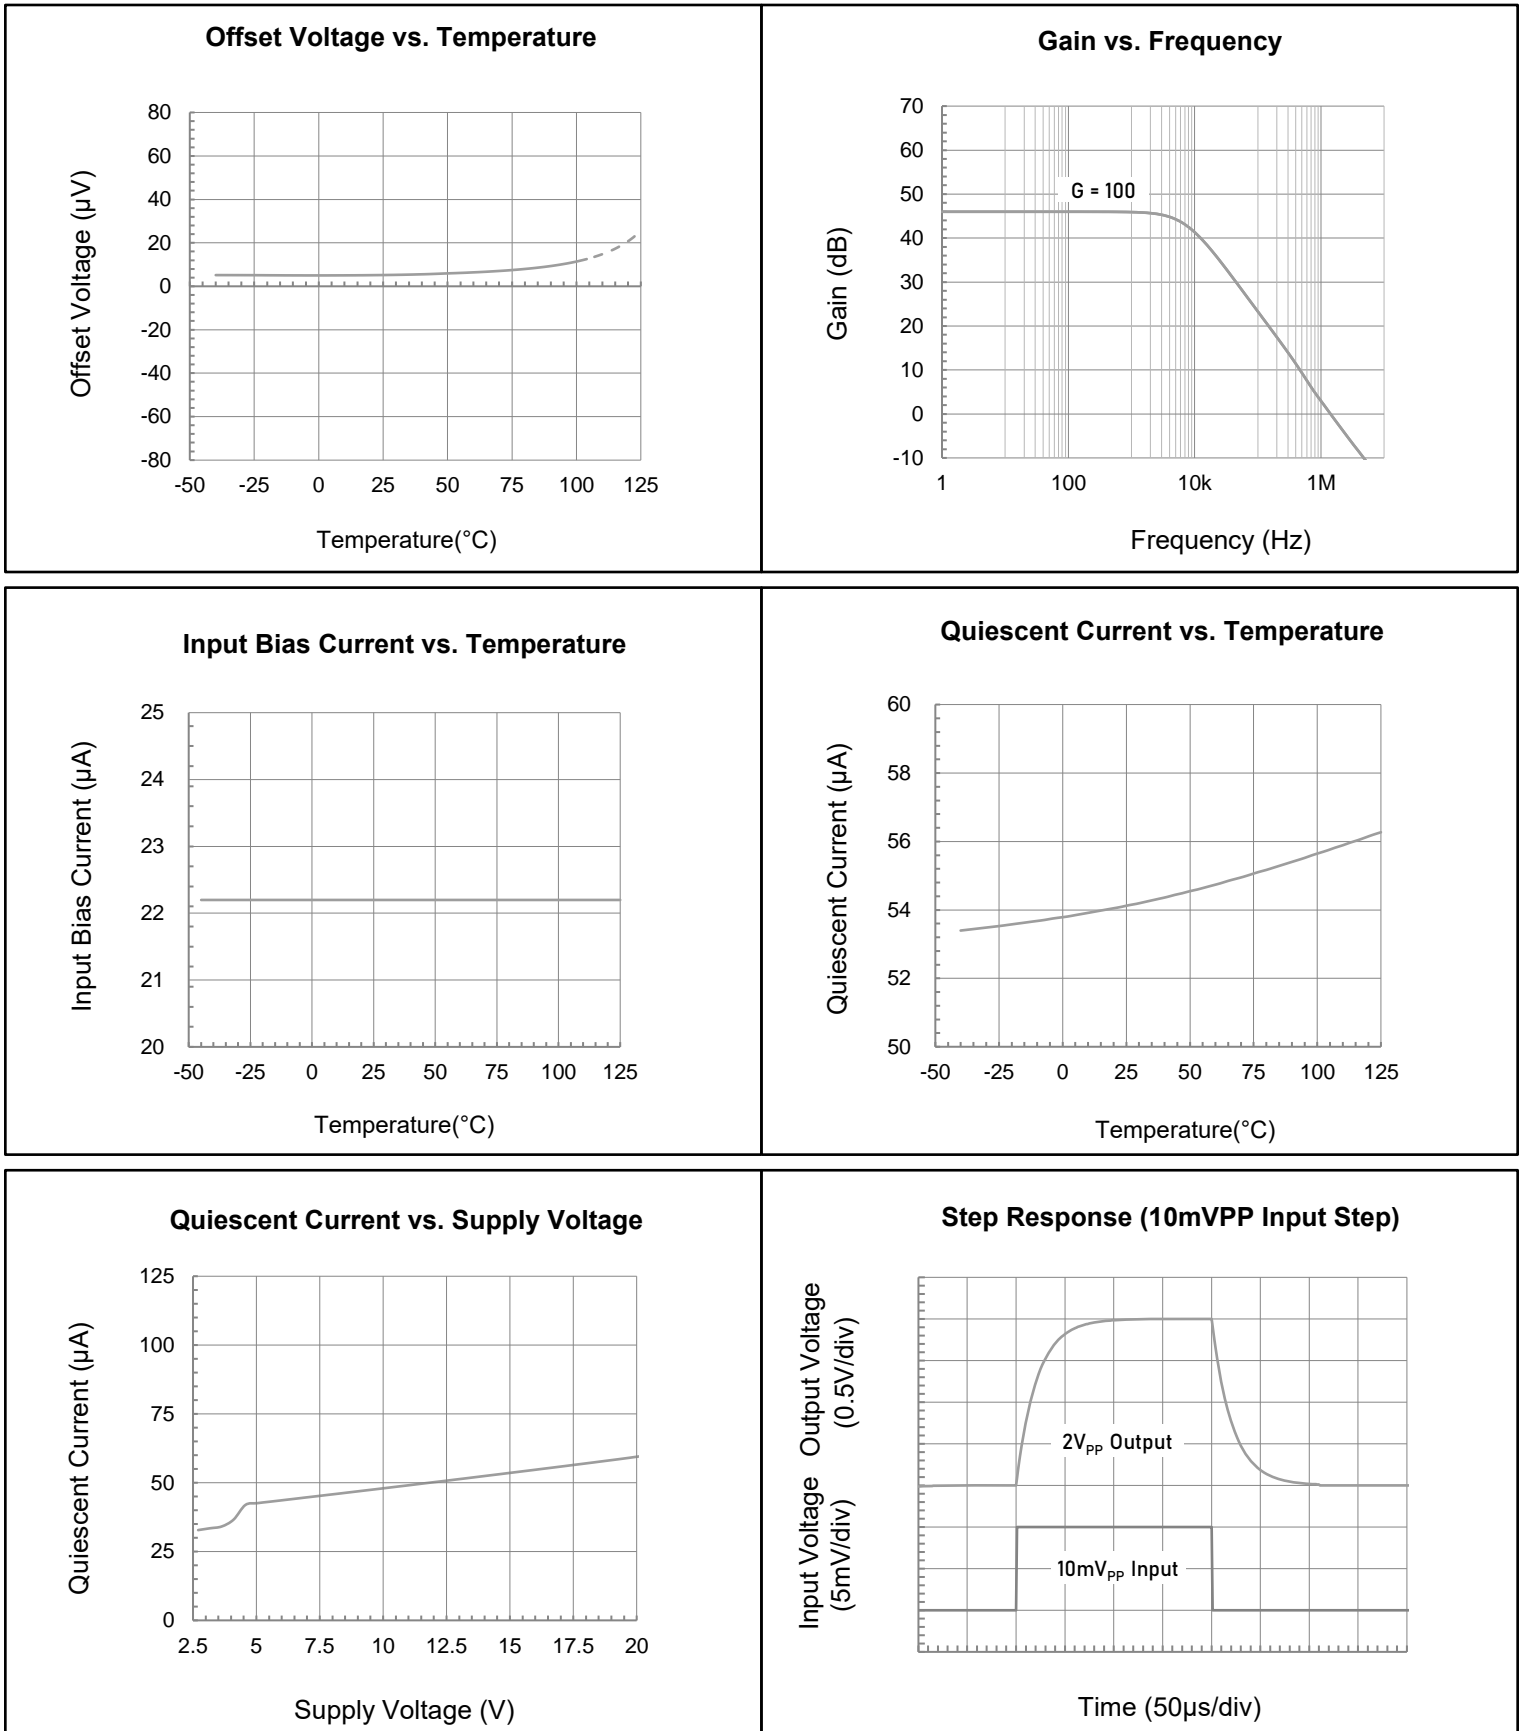 Offset Voltage vs. Temperature
80
60
40
20
0
-20
-40
-60
-80
Offset Voltage (µV)
-50 -25 0 25 50 75 100 125
Temperature(°C)
Gain vs. Frequency
70
60
50
40
30
20
10
0
-10
Gain (dB)
G = 100
1 100 10k 1M
Frequency (Hz)
Input Bias Current vs. Temperature
25
24
23
22
21
20
Input Bias Current (µA)
-50 -25 0 25 50 75 100 125
Temperature(°C)
Quiescent Current vs. Temperature
60
58
56
54
52
50
Quiescent Current (µA)
-50 -25 0 25 50 75 100 125
Temperature(°C)
Quiescent Current vs. Supply Voltage
125
100
75
50
25
0
Quiescent Current (µA)
2.5 5 7.5 10 12.5 15 17.5 20
Supply Voltage (V)
Step Response (10mVPP Input Step)
Output Voltage
(0.5V/div)
Input Voltage
(5mV/div)
2VPP Output
10mVPP Input
Time (50µs/div)